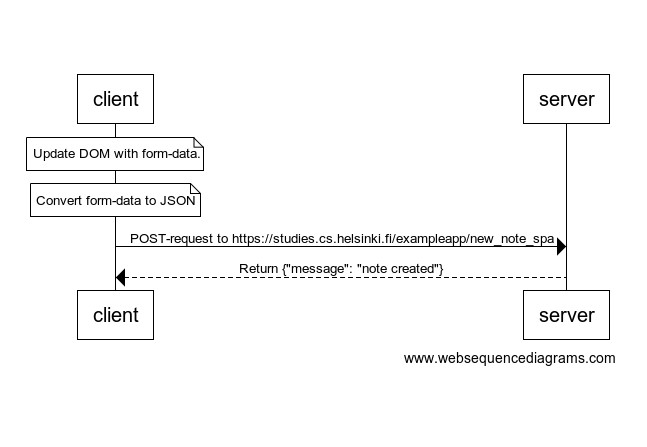 client server
Update DOM with form-data.
Convert form-data to JSON
POST-request to https://studies.cs.helsinki.fi/exampleapp/new_note_spa
Return {"message": "note created"}
client server
www.websequencediagrams.com